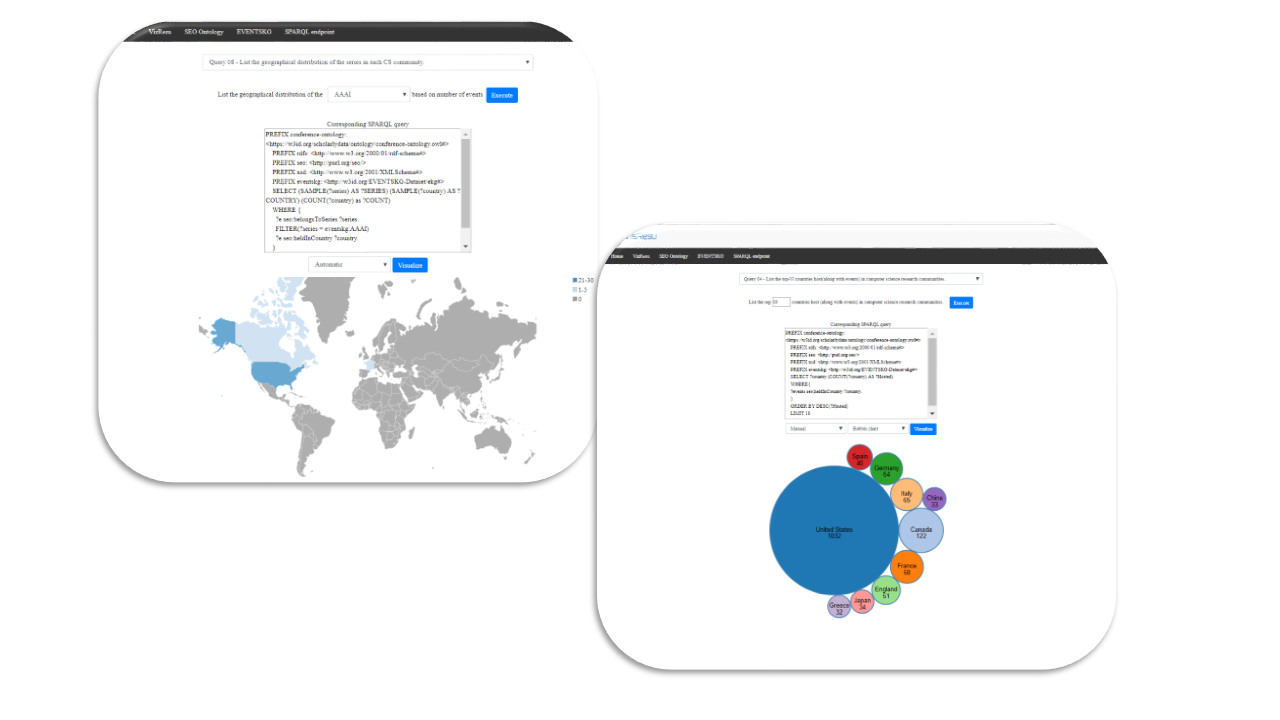 VizRem SEO Ontology EVENTSKG SPARQL endpoint
Query 08 - List the geographical distribution of the series in each CS community.
List the geographical distribution of the AAAI based on number of events Execute
Corresponding SPARQL query
PREFIX conference-ontology:
<https://w3id.org/scholarlydata/ontology/conference-ontology.owl#>
PREFIX rdfs: <http://www.w3.org/2000/01/rdf-schema#>
PREFIX seo: <http://purl.org/seo/>
PREFIX xsd: <http://www.w3.org/2001/XMLSchema#>
PREFIX eventskg: <http://w3id.org/EVENTSKG-Dataset/ekg#>
SELECT (SAMPLE(?series) AS ?SERIES) (SAMPLE(?country) AS ?
COUNTRY) (COUNT(?country) as ?COUNT)
WHERE {
?e seo:belongsToSeries ?series.
FILTER(?series = eventskg:AAAI)
?e seo:heldInCountry ?country.
}
Automatic Visualize
21-30
1-5
0
Home VizRem SEO Ontology EVENTSKG SPARQL endpoint
Query 04 - List the top-10 countries host(along with events) in computer science research communities.
List the top 10 countries host (along with events) in computer science research communities. Execute
Corresponding SPARQL query
PREFIX conference-ontology:
<https://w3id.org/scholarlydata/ontology/conference-ontology.owl#>
PREFIX rdfs: <http://www.w3.org/2000/01/rdf-schema#>
PREFIX seo: <http://purl.org/seo/>
PREFIX xsd: <http://www.w3.org/2001/XMLSchema#>
PREFIX eventskg: <http://w3id.org/EVENTSKG-Dataset/ekg#>
SELECT ?country (COUNT(?country) AS ?Hosted)
WHERE {
?event seo:heldInCountry ?country.
}
ORDER BY DESC(?Hosted)
LIMIT 10
Manual Bubble chart Visualize
Spain
40
Germany
64
Italy
65
China
33
United States
1032
Canada
122
France
68
England
51
Japan
34
Greece
32